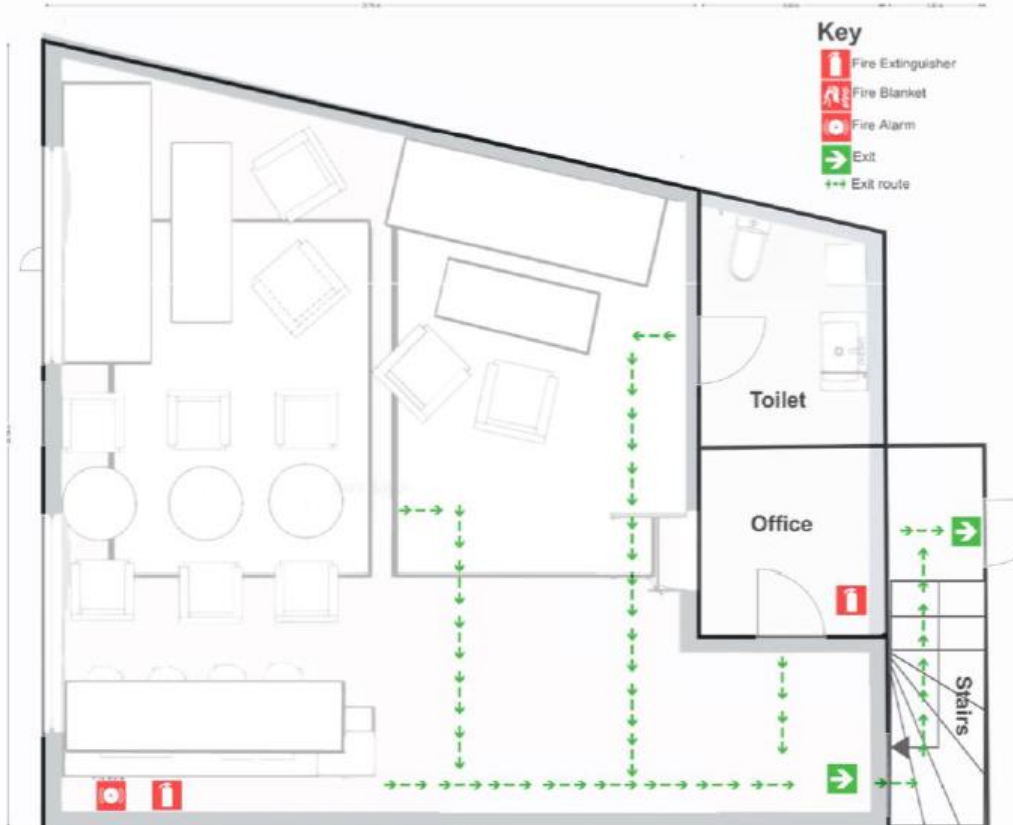 Key
Fire Extinguisher
Fire Blanket
Fire Alarm
Exit
Exit route
Toilet
Office
Stairs